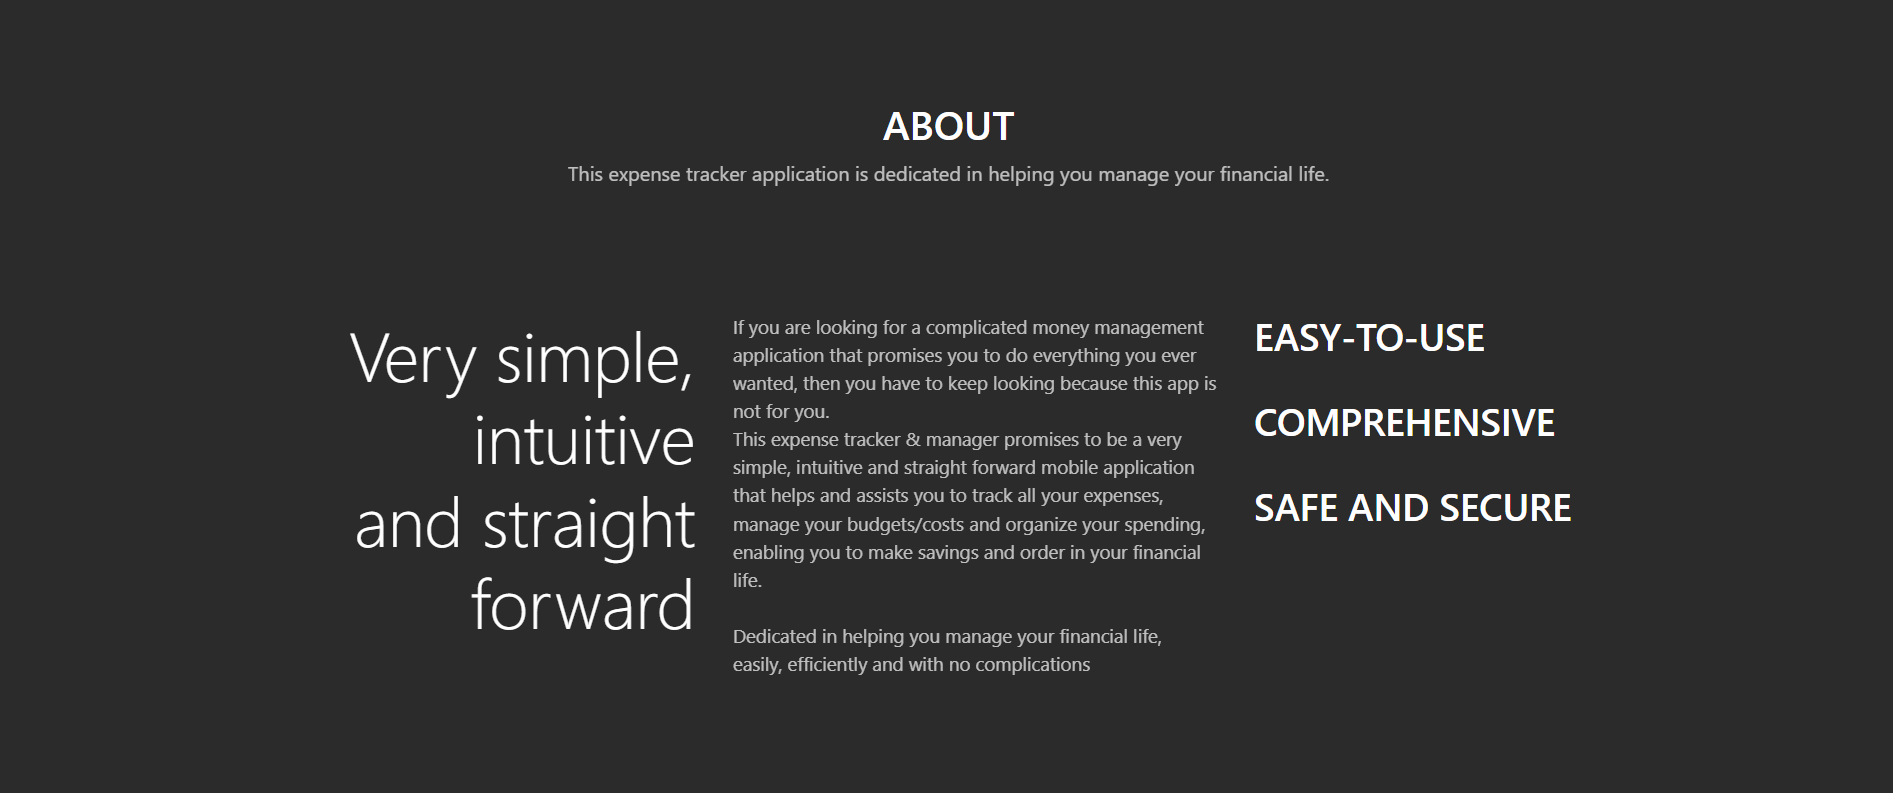 ABOUT
This expense tracker application is dedicated in helping you manage your financial life.
Very simple,
intuitive
and straight
forward
If you are looking for a complicated money management
application that promises you to do everything you ever
wanted, then you have to keep looking because this app is
not for you.
This expense tracker & manager promises to be a very
simple, intuitive and straight forward mobile application
that helps and assists you to track all your expenses,
manage your budgets/costs and organize your spending,
enabling you to make savings and order in your financial
life.
Dedicated in helping you manage your financial life,
easily, efficiently and with no complications
EASY-TO-USE
COMPREHENSIVE
SAFE AND SECURE